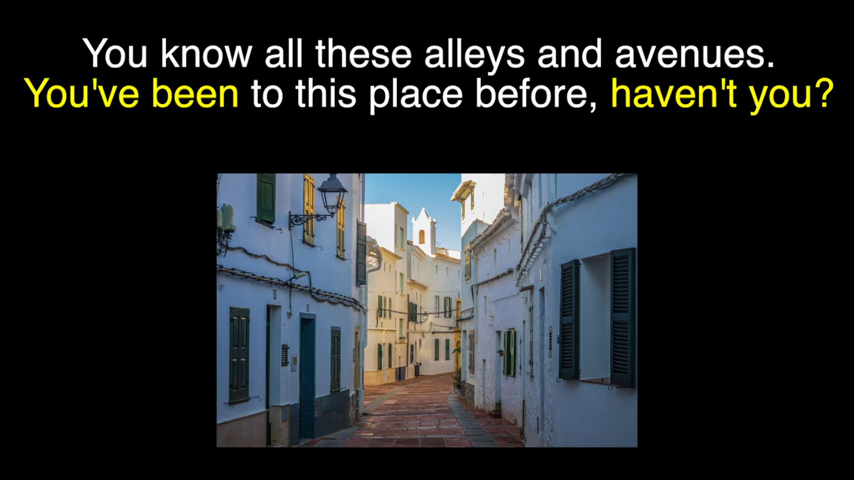 You know all these alleys and avenues.
You've been to this place before, haven't you?